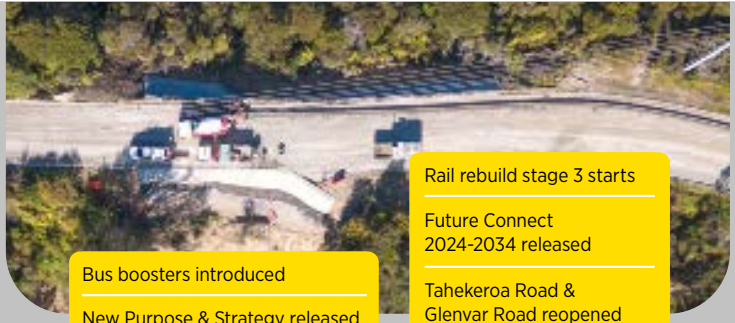 Bus boosters introduced
New Purpose & Strategy released
Rail rebuild stage 3 starts
Future Connect
2024-2034 released
Tahekeroa Road &
Glenvar Road reopened